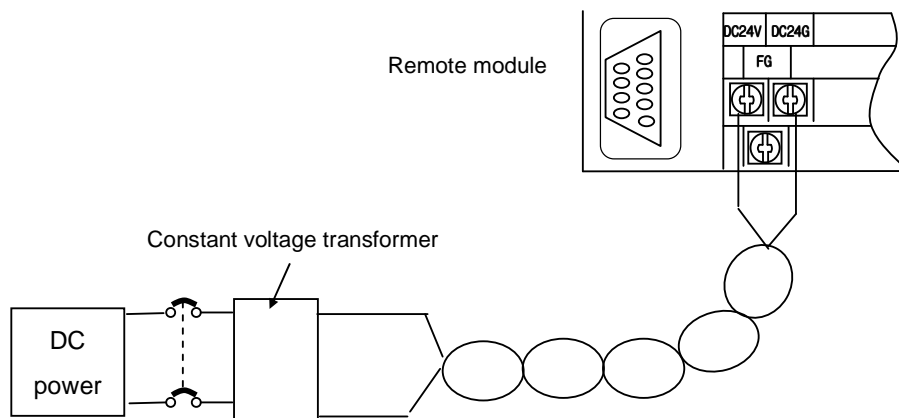 DC24V DC24G
FG
Remote module
Constant voltage transformer
DC
power